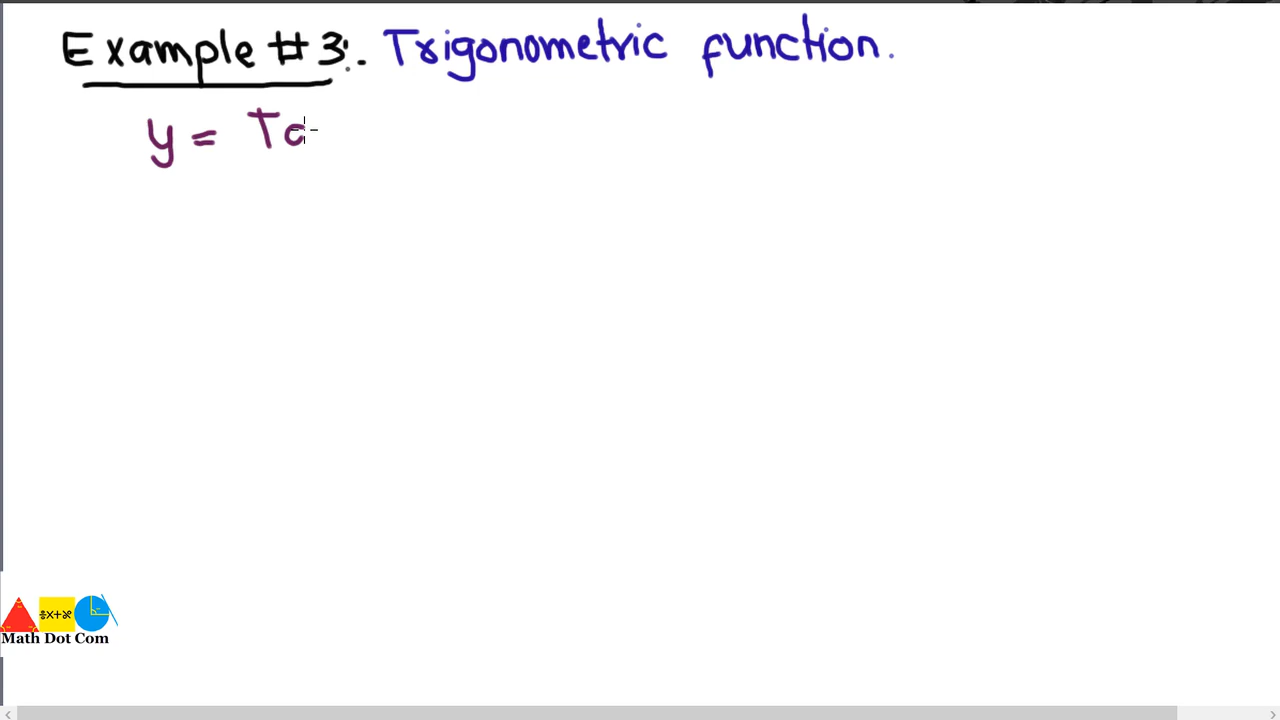 Example #3:. Trigonometric function.
y = Ta
÷x+
Math Dot Com